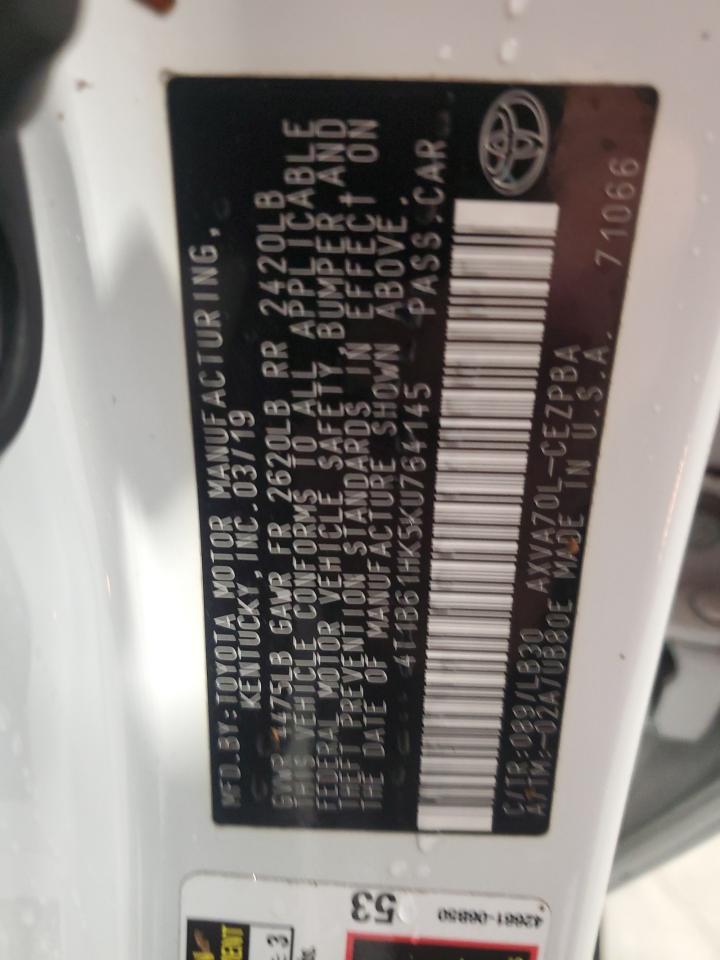 MFD.BY:TOYOTA MOTOR MANUFACTURING,
KENTUCKY, INC.03/19
GVWR 4475LB GAWR FR 2620LB RR 2420LB
THIS VEHICLE CONFORMS TO ALL APPLICABLE
FEDERAL MOTOR VEHICLE SAFETY BUMPER AND
THEFT PREVENTION STANDARDS IN EFFECT ON
THE DATE OF MANUFACTURE SHOWN ABOVE.
4T1B61HK5KU764145 PASS.CAR
C/TR:089/LB30 AXVA70L-CEZPBA
A/TM:-02A/UB80E MADE IN U.S.A. 71066
53
42661-06B50
3